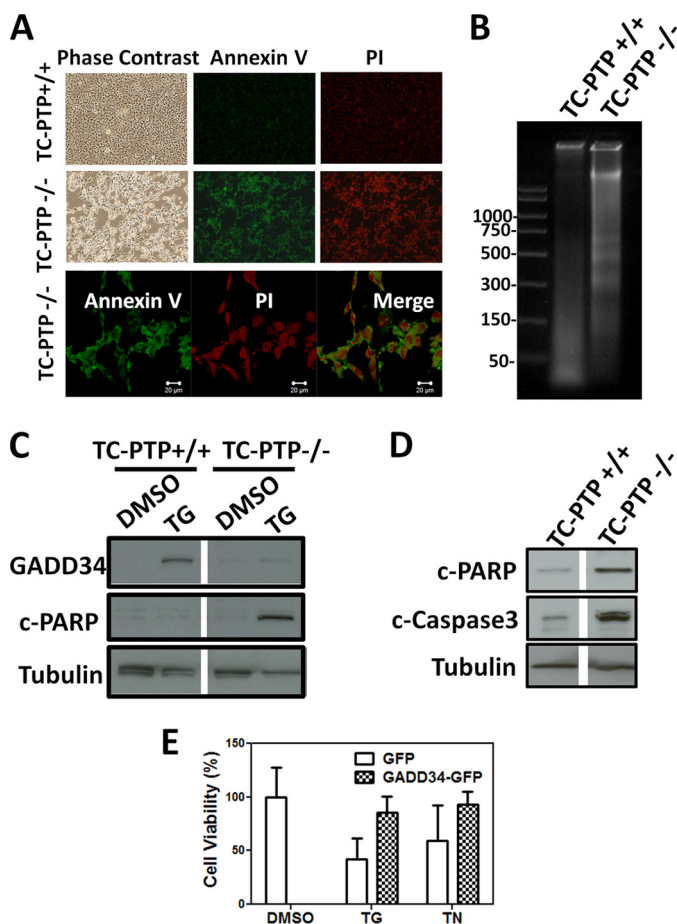 A
Phase Contrast Annexin V PI
TC-PTP+/+
TC-PTP -/-
TC-PTP -/-
Annexin V PI Merge
20 µm 20 µm 20 µm
B
TC-PTP +/+
TC-PTP -/-
1000-
750-
500-
300-
150-
50-
C
TC-PTP+/+ TC-PTP-/-
DMSO TG DMSO TG
GADD34
c-PARP
Tubulin
D
TC-PTP +/+
TC-PTP -/-
c-PARP
c-Caspase3
Tubulin
E
Cell Viability (%)
150
100
50
0
GFP
GADD34-GFP
DMSO TG TN